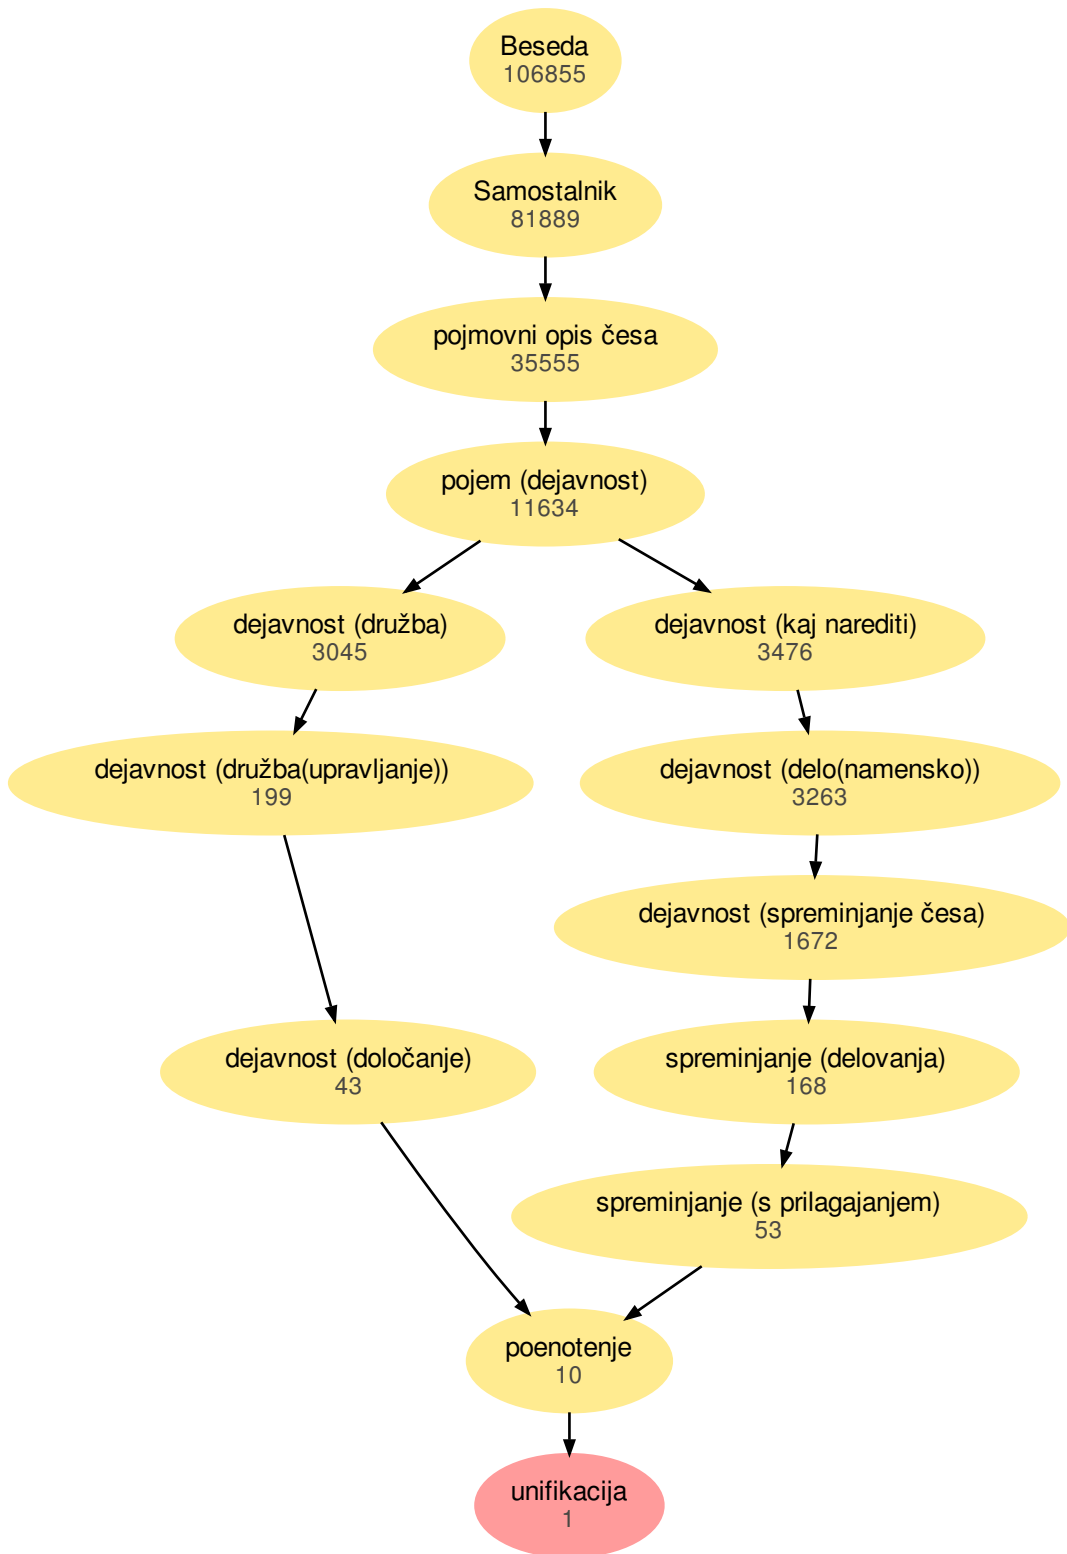 Beseda
106855
Samostalnik
81889
pojmovni opis česa
35555
pojem (dejavnost)
11634
dejavnost (družba)
3045
dejavnost (kaj narediti)
3476
dejavnost (družba(upravljanje))
199
dejavnost (delo(namensko))
3263
dejavnost (spreminjanje česa)
1672
dejavnost (določanje)
43
spreminjanje (delovanja)
168
spreminjanje (s prilagajanjem)
53
poenotenje
10
unifikacija
1